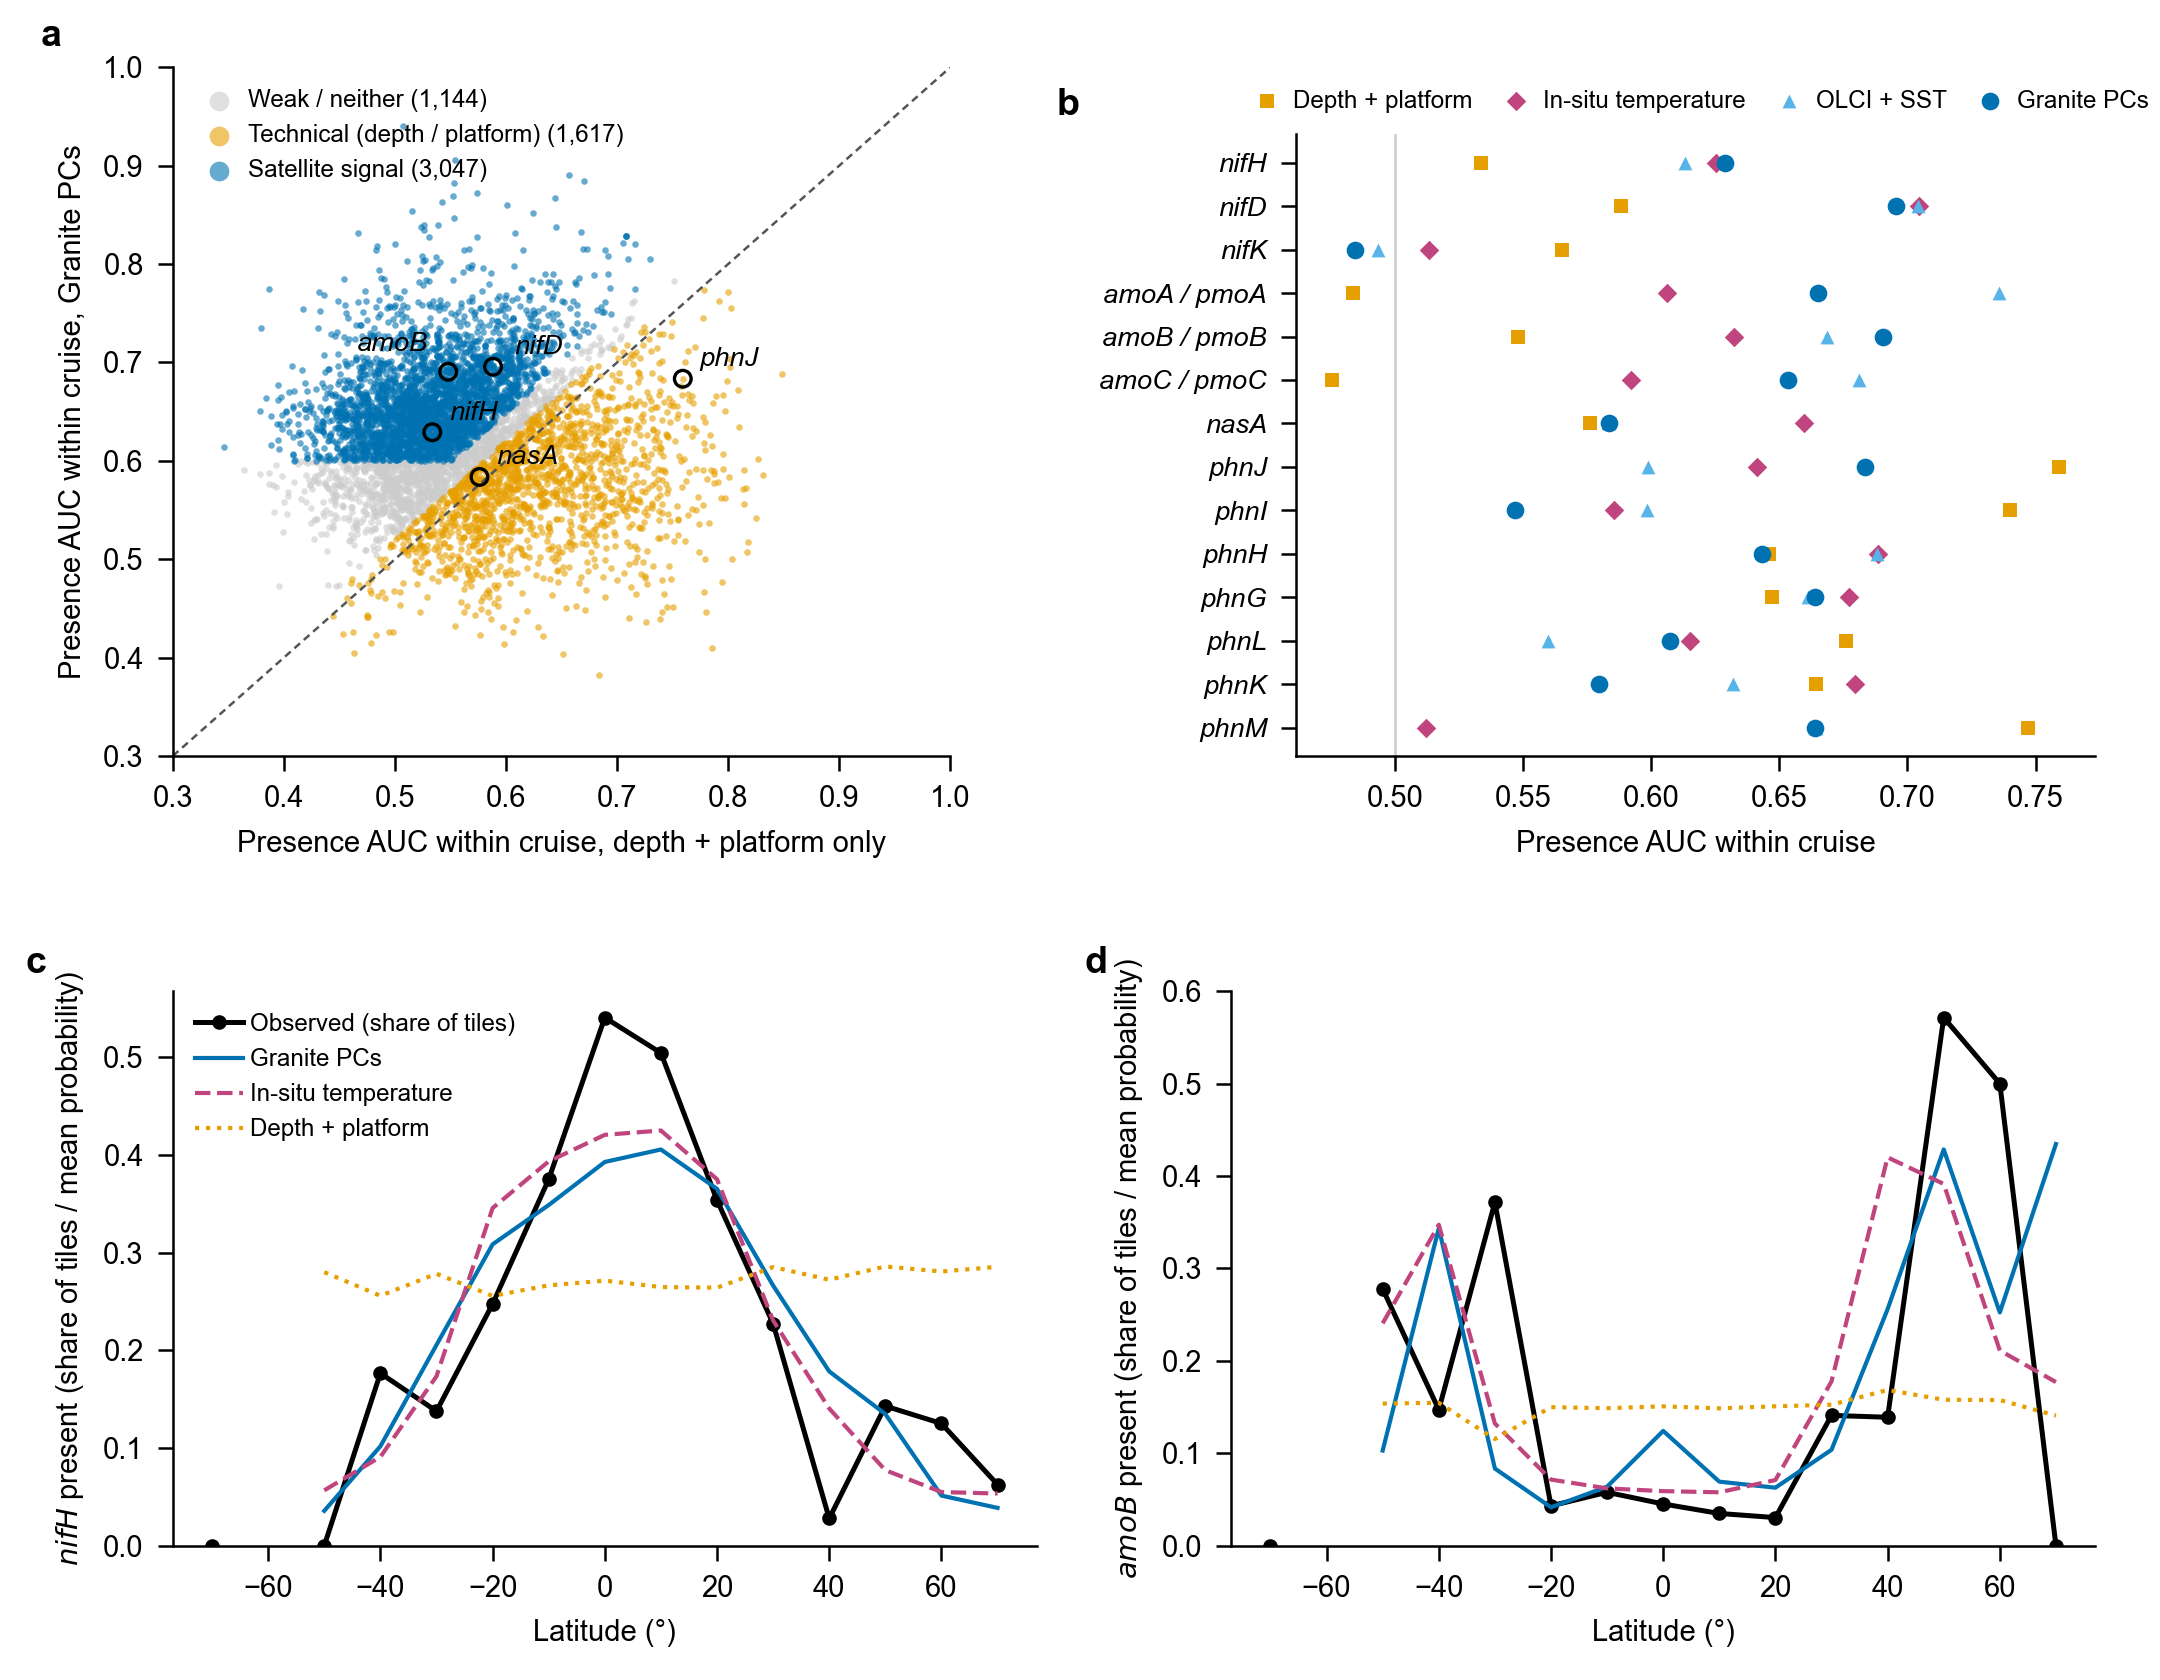 a
1.0
0.9
0.8
0.7
0.6
0.5
0.4
0.3
Presence AUC within cruise, Granite PCs
Weak / neither (1,144)
Technical (depth / platform) (1,617)
Satellite signal (3,047)
amoB
nifD
phnJ
nifH
nasA
0.3 0.4 0.5 0.6 0.7 0.8 0.9 1.0
Presence AUC within cruise, depth + platform only
b
Depth + platform In-situ temperature OLCI + SST Granite PCs
nifH
nifD
nifK
amoA / pmoA
amoB / pmoB
amoC / pmoC
nasA
phnJ
phnI
phnH
phnG
phnL
phnK
phnM
0.50 0.55 0.60 0.65 0.70 0.75
Presence AUC within cruise
c
nifH present (share of tiles / mean probability)
0.5
0.4
0.3
0.2
0.1
0.0
Observed (share of tiles)
Granite PCs
In-situ temperature
Depth + platform
−60 −40 −20 0 20 40 60
Latitude (°)
d
amoB present (share of tiles / mean probability)
0.6
0.5
0.4
0.3
0.2
0.1
0.0
−60 −40 −20 0 20 40 60
Latitude (°)